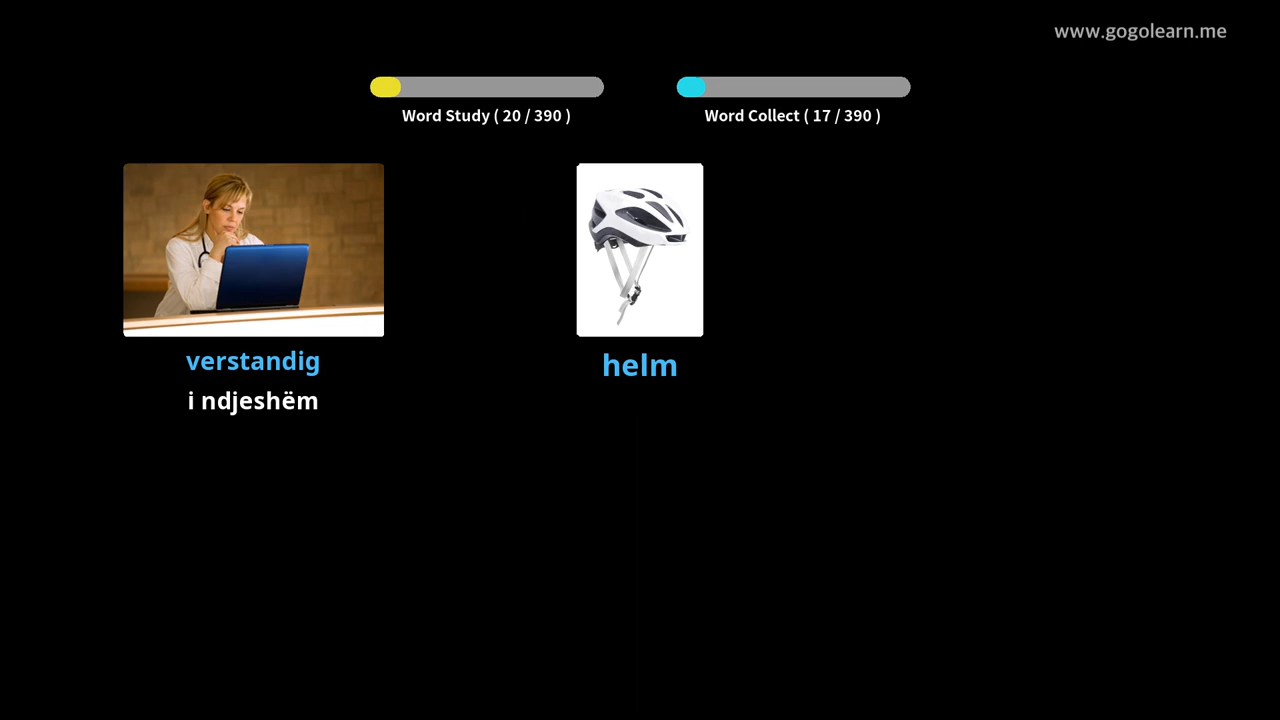 www.gogolearn.me
Word Study ( 20 / 390 )
Word Collect ( 17 / 390 )
verstandig
i ndjeshëm
helm